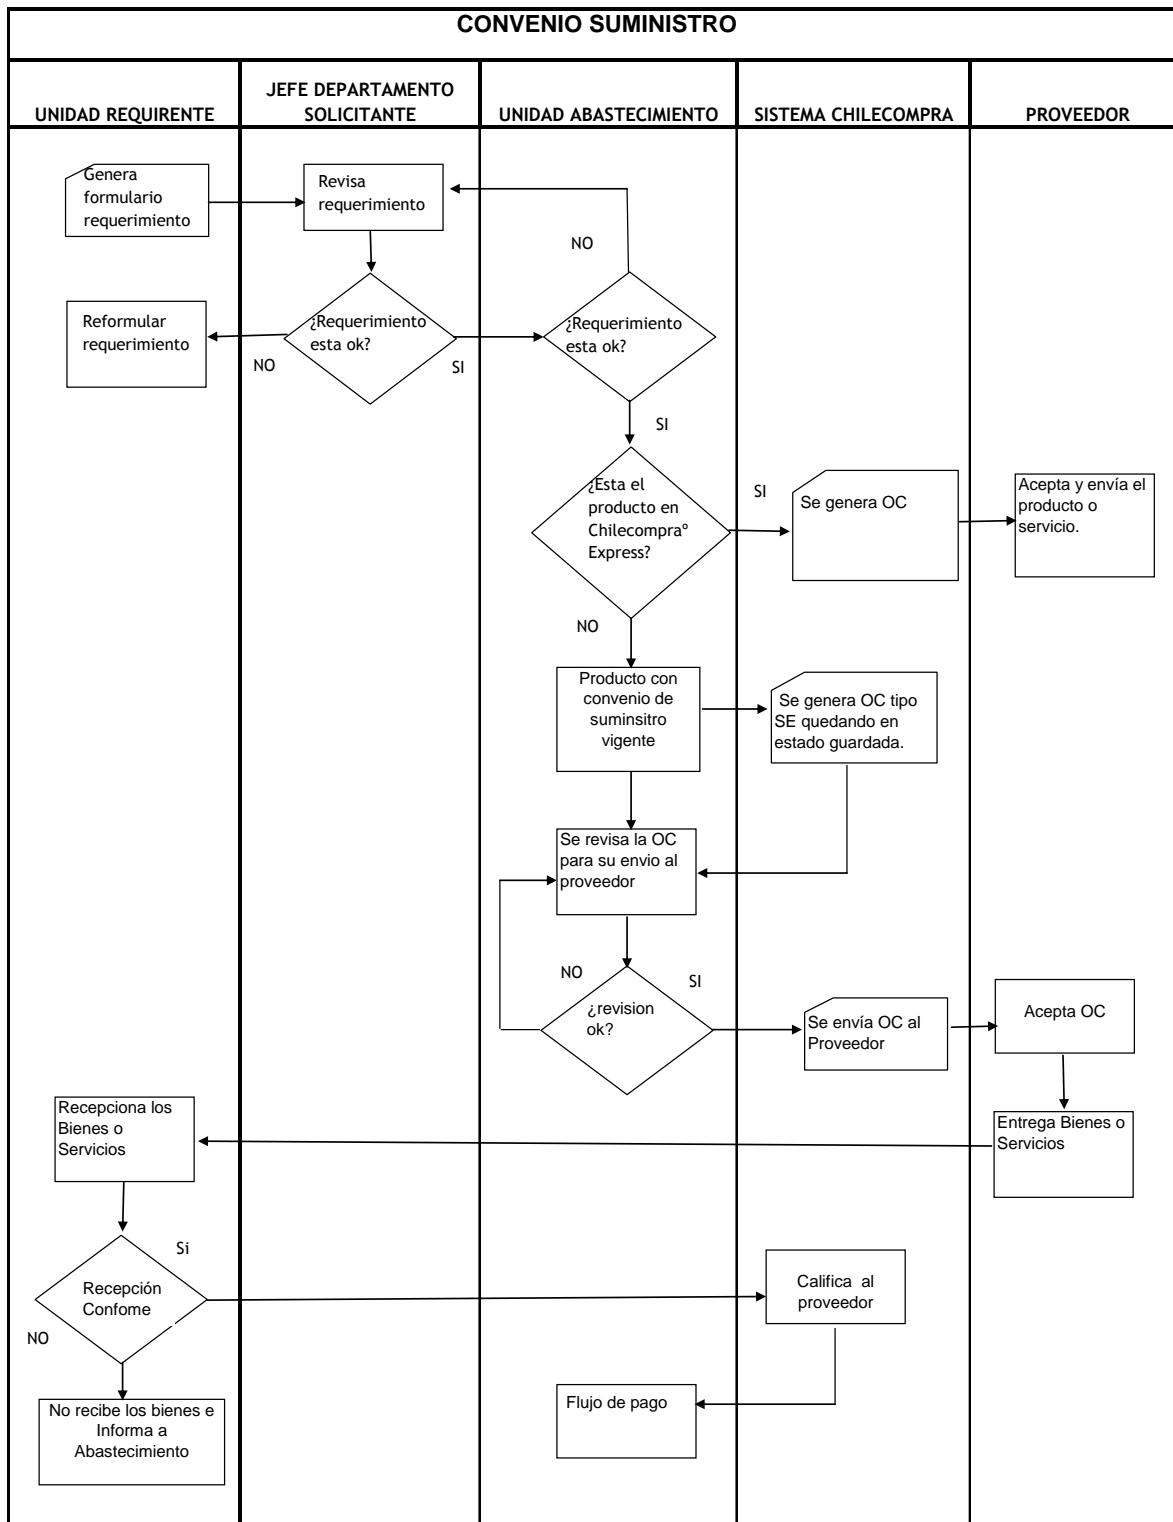 CONVENIO SUMINISTRO
UNIDAD REQUIRENTE
JEFE DEPARTAMENTO
SOLICITANTE
UNIDAD ABASTECIMIENTO
SISTEMA CHILECOMPRA
PROVEEDOR
Genera
formulario
requerimiento
Revisa
requerimiento
NO
Reformular
requerimiento
NO
¿Requerimiento
esta ok?
SI
¿Requerimiento
esta ok?
SI
¿Esta el
producto en
Chilecompraº
Express?
SI
Se genera OC
Acepta y envía el
producto o
servicio.
NO
Producto con
convenio de
suminsitro
vigente
Se genera OC tipo
SE quedando en
estado guardada.
Se revisa la OC
para su envio al
proveedor
NO
SI
¿revision
ok?
Se envía OC al
Proveedor
Acepta OC
Recepciona los
Bienes o
Servicios
Entrega Bienes o
Servicios
Si
Recepción
Confome
NO
Califica al
proveedor
No recibe los bienes e
Informa a
Abastecimiento
Flujo de pago